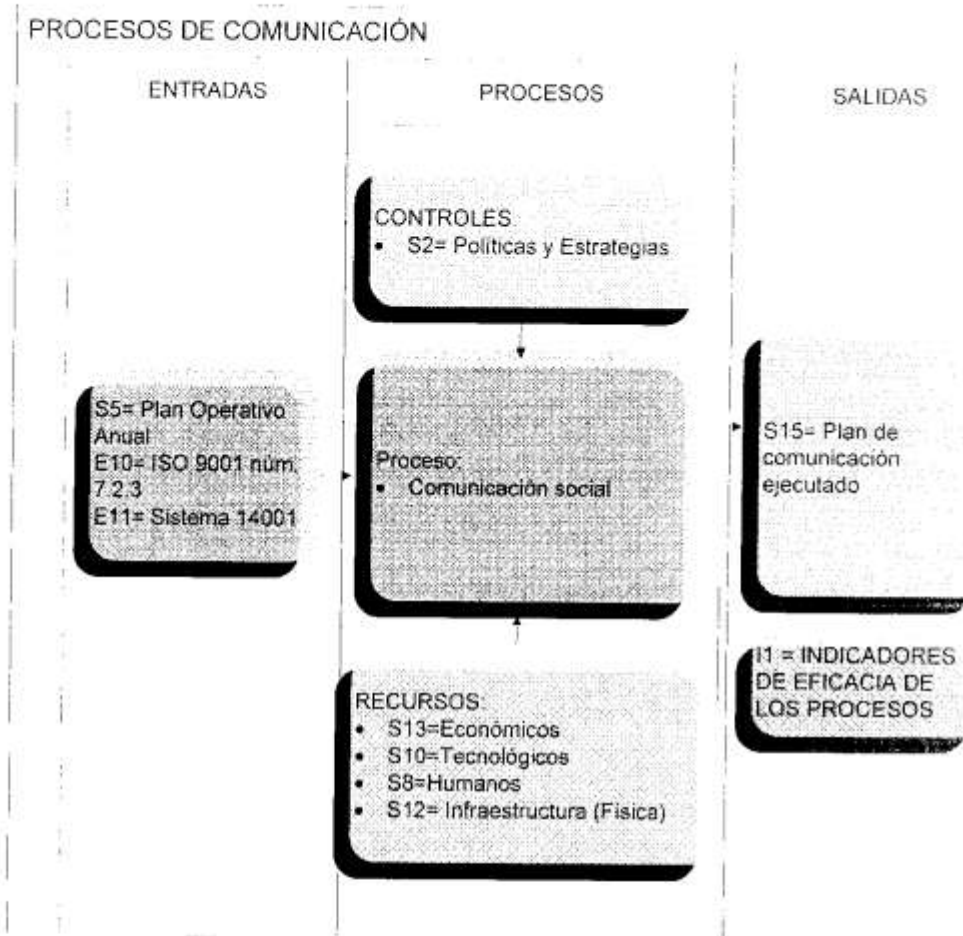 PROCESOS DE COMUNICACIÓN
ENTRADAS
PROCESOS
SALIDAS
CONTROLES
• S2= Políticas y Estrategias
S5= Plan Operativo
Anual
E10= ISO 9001 núm.
7.2.3
E11= Sistema 14001
Proceso:
• Comunicación social
S15= Plan de
comunicación
ejecutado
RECURSOS:
• S13=Económicos
• S10=Tecnológicos
• S8=Humanos
• S12= Infraestructura (Física)
I1 = INDICADORES
DE EFICACIA DE
LOS PROCESOS